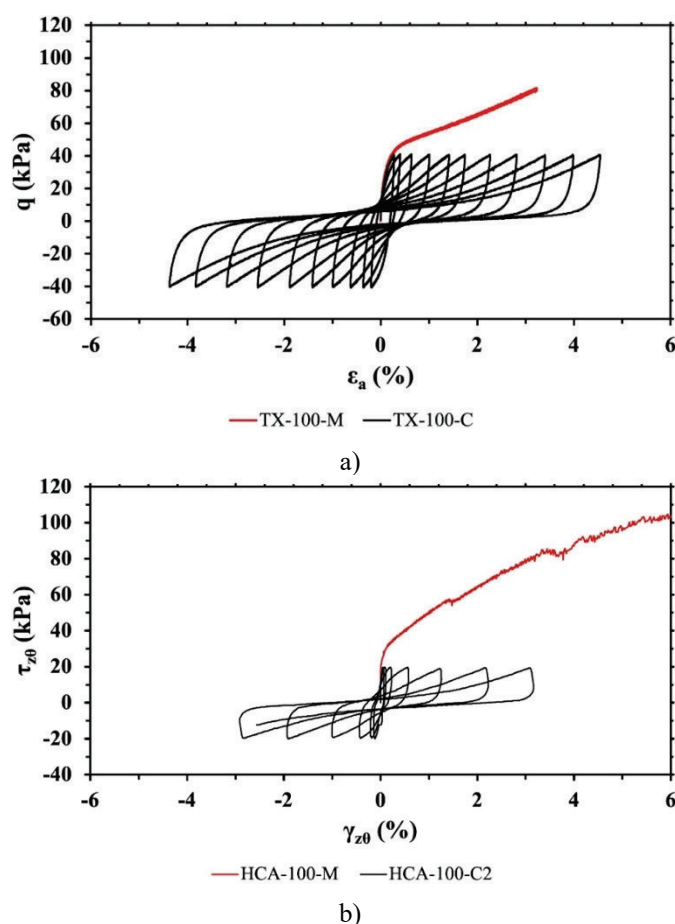 120
100
80
60
40
20
0
-20
-40
-60
q (kPa)
-6 -4 -2 0 2 4 6
εa (%)
TX-100-M TX-100-C
a)
120
100
80
60
40
20
0
-20
-40
τzθ (kPa)
-6 -4 -2 0 2 4 6
γzθ (%)
HCA-100-M HCA-100-C2
b)